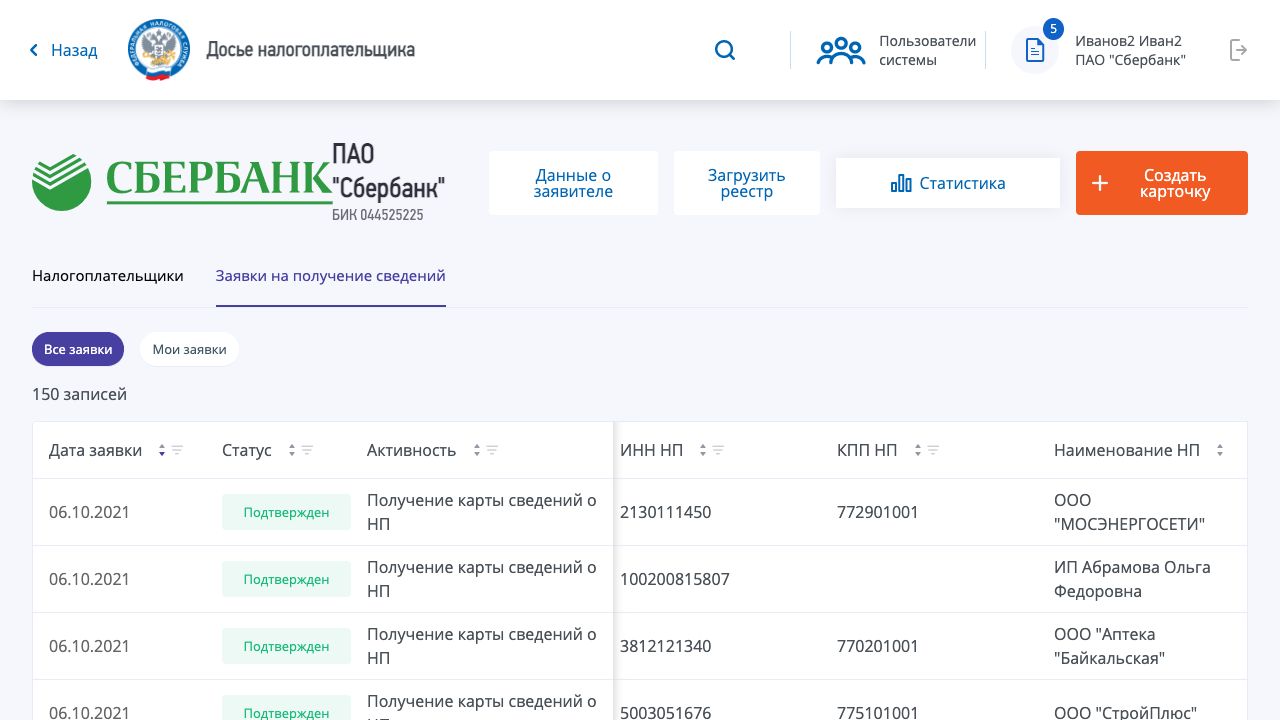 Назад
ФЕДЕРАЛЬНАЯ НАЛОГОВАЯ СЛУЖБА
Досье налогоплательщика
Пользователи
системы
5
Иванов2 Иван2
ПАО "Сбербанк"
СБЕРБАНК
ПАО
"Сбербанк"
БИК 044525225
Данные о
заявителе
Загрузить
реестр
Статистика
Создать
карточку
Налогоплательщики
Заявки на получение сведений
Все заявки
Мои заявки
150 записей
Дата заявки Статус Активность ИНН НП КПП НП Наименование НП
06.10.2021 Подтвержден Получение карты сведений о НП 2130111450 772901001 ООО "МОСЭНЕРГОСЕТИ"
06.10.2021 Подтвержден Получение карты сведений о НП 100200815807 ИП Абрамова Ольга Федоровна
06.10.2021 Подтвержден Получение карты сведений о НП 3812121340 770201001 ООО "Аптека "Байкальская"
06.10.2021 Подтвержден Получение карты сведений о 5003051676 775101001 ООО "СтройПлюс"